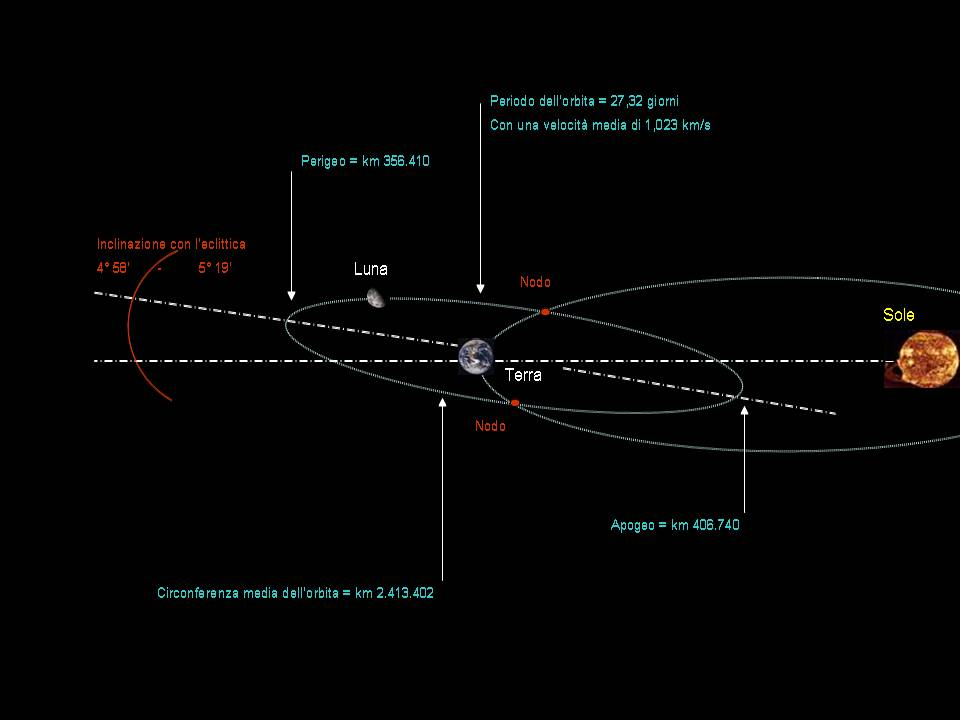 Periodo dell'orbita = 27,32 giorni
Con una velocità media di 1,023 km/s
Perigeo = km 356.410
Inclinazione con l'eclittica
4° 58' - 5° 19'
Luna
Nodo
Sole
Terra
Nodo
Apogeo = km 406.740
Circonferenza media dell'orbita = km 2.413.402